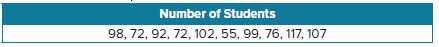 Number of Students
98, 72, 92, 72, 102, 55, 99, 76, 117, 107